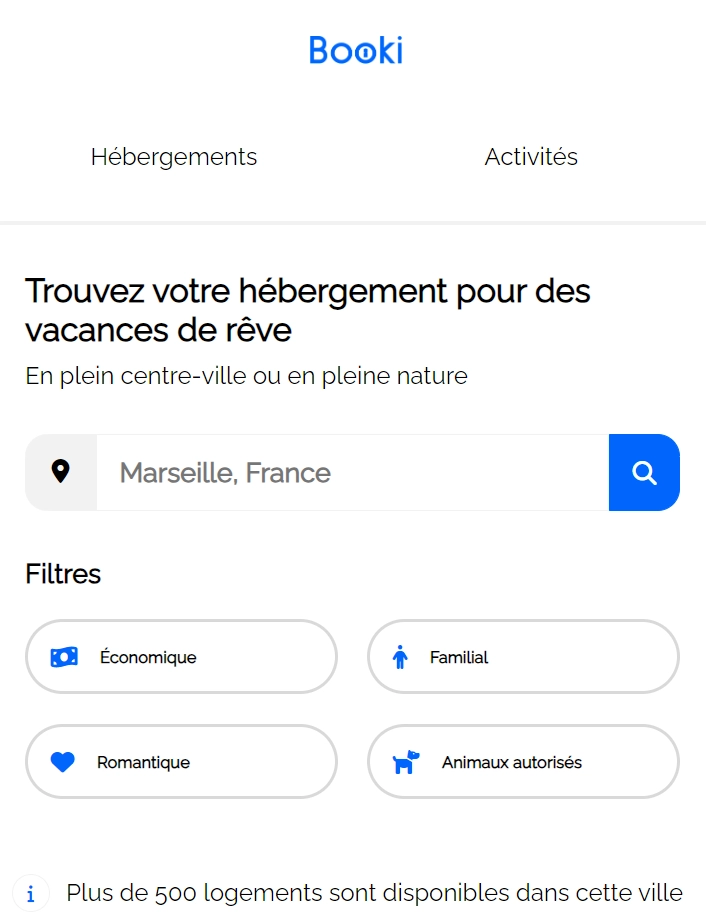 Booki
Hébergements
Activités
Trouvez votre hébergement pour des
vacances de rêve
En plein centre-ville ou en pleine nature
Marseille, France
Filtres
Économique
Familial
Romantique
Animaux autorisés
i Plus de 500 logements sont disponibles dans cette ville